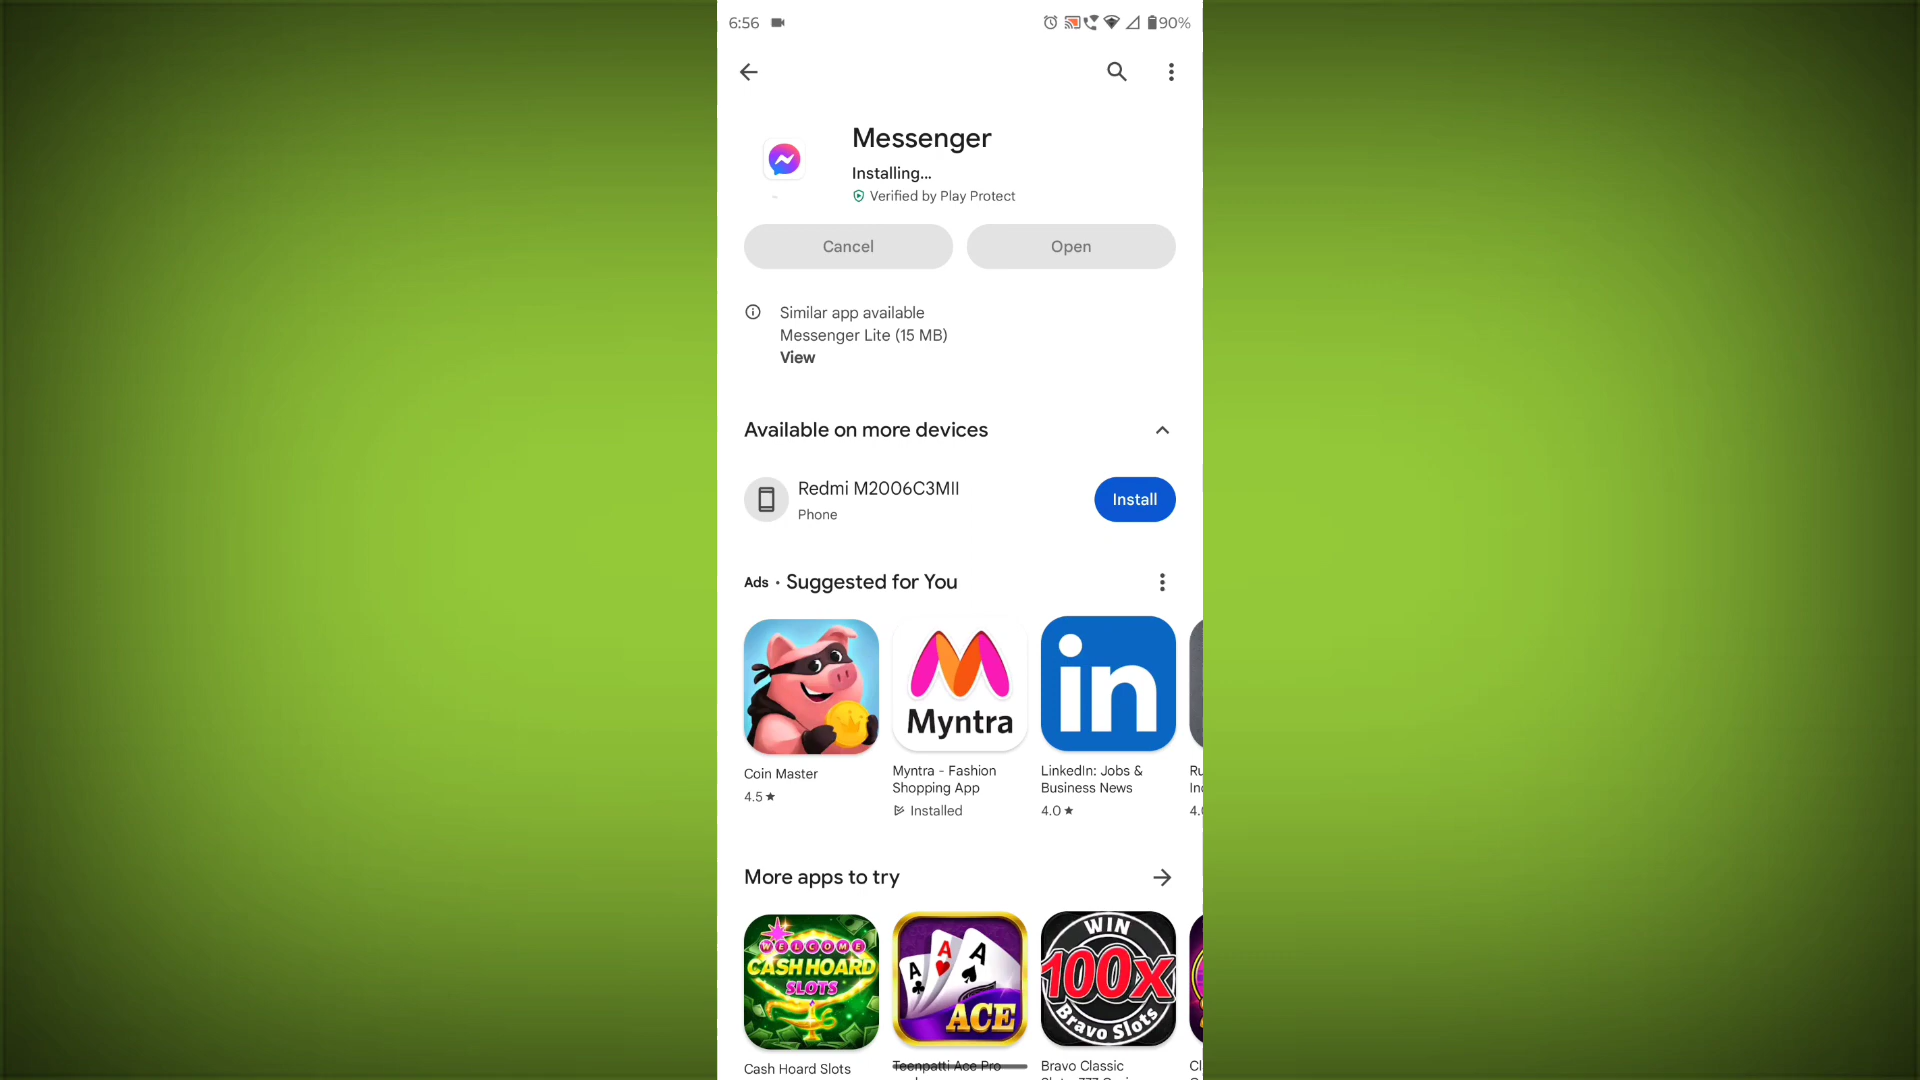 6:56
90%
Messenger
Installing...
Verified by Play Protect
Cancel
Open
Similar app available
Messenger Lite (15 MB)
View
Available on more devices
Redmi M2006C3MII
Phone
Install
Ads • Suggested for You
Myntra
in
Coin Master
4.5★
Myntra - Fashion
Shopping App
Installed
LinkedIn: Jobs &
Business News
4.0★
Ru
In
4.
More apps to try
WELCOME
CASH HOARD
SLOTS
A A A
ACE
WIN
100x
Bravo Slots
Cash Hoard Slots
Teenpatti Ace Pro
Bravo Classic